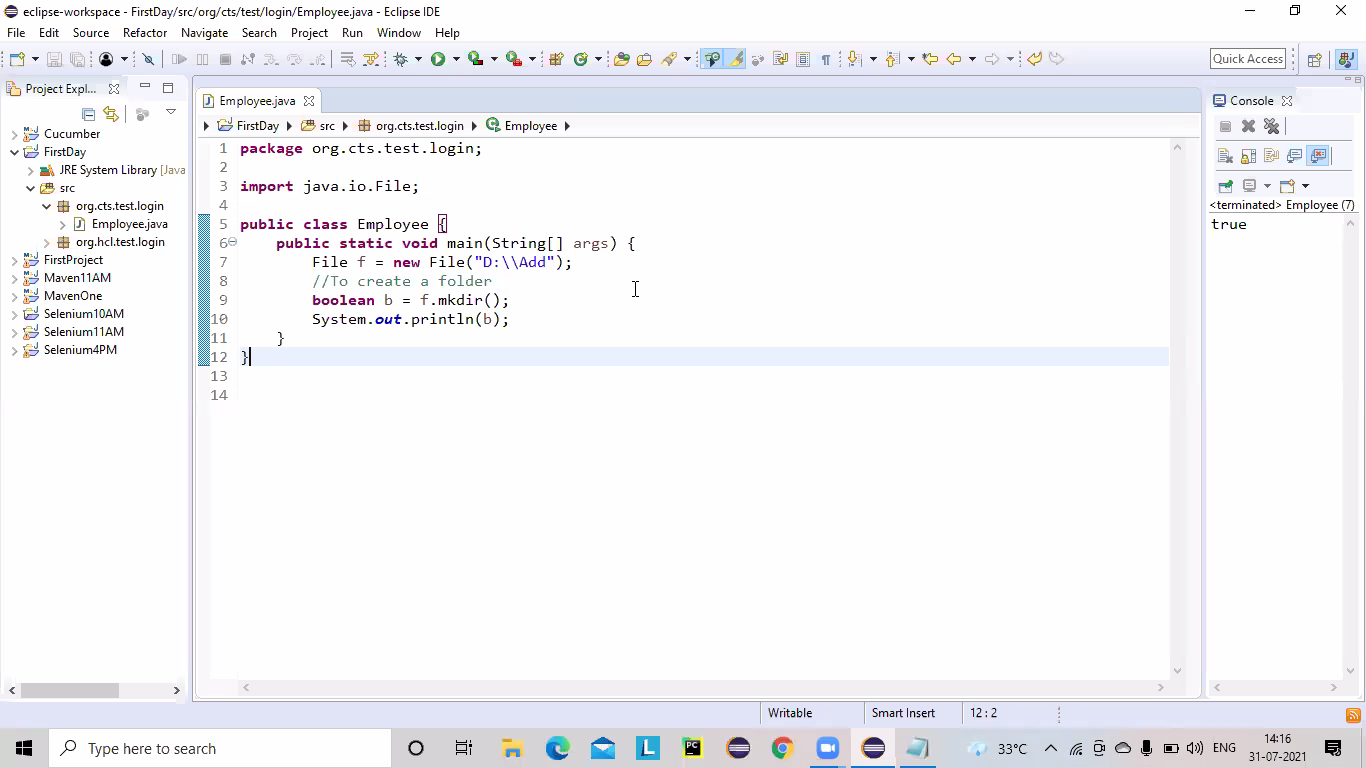 eclipse-workspace - FirstDay/src/org/cts/test/login/Employee.java - Eclipse IDE
File Edit Source Refactor Navigate Search Project Run Window Help
Quick Access
Project Expl...
Cucumber
FirstDay
JRE System Library [Java
src
org.cts.test.login
Employee.java
org.hcl.test.login
FirstProject
Maven11AM
MavenOne
Selenium10AM
Selenium11AM
Selenium4PM
Employee.java
FirstDay src org.cts.test.login Employee
1 package org.cts.test.login;
2
3 import java.io.File;
4
5 public class Employee {
6 public static void main(String[] args) {
7 File f = new File("D:\\Add");
8 //To create a folder
9 boolean b = f.mkdir();
10 System.out.println(b);
11 }
12 }
13
14
Console
<terminated> Employee (7)
true
Writable Smart Insert 12 : 2
Type here to search
L
PC
33°C
ENG
14:16
31-07-2021